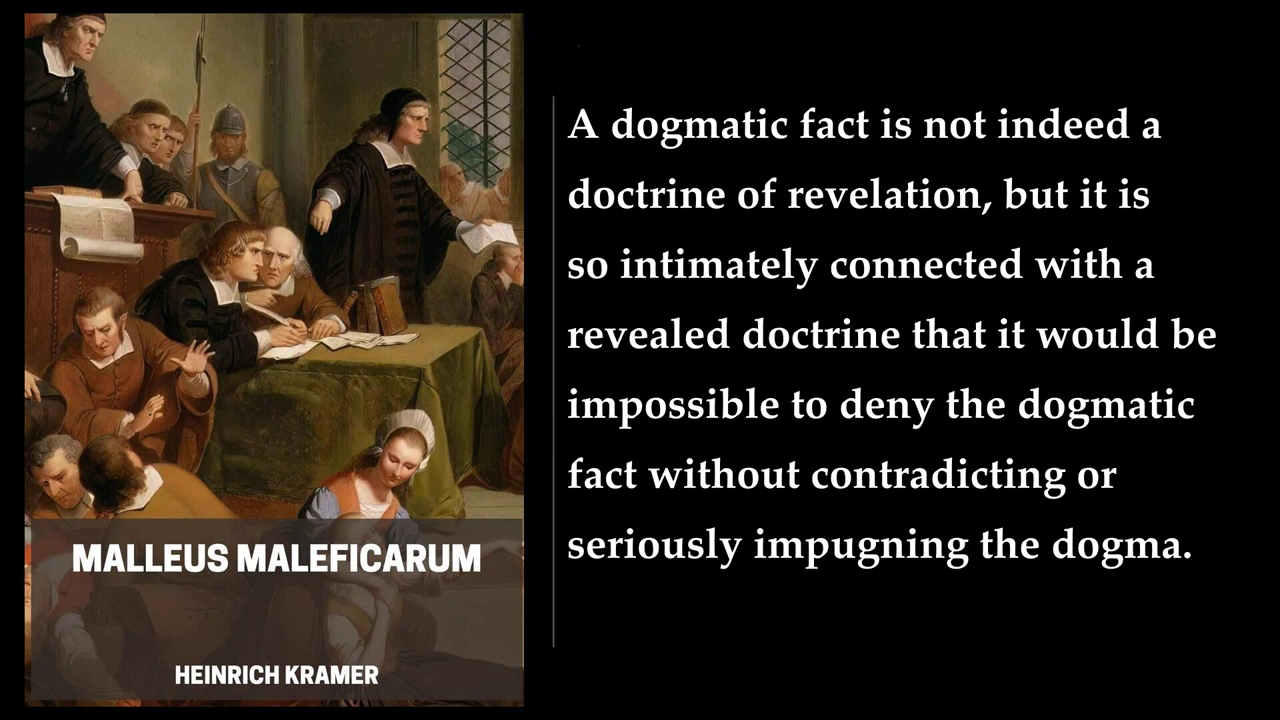 MALLEUS MALEFICARUM
HEINRICH KRAMER
A dogmatic fact is not indeed a
doctrine of revelation, but it is
so intimately connected with a
revealed doctrine that it would be
impossible to deny the dogmatic
fact without contradicting or
seriously impugning the dogma.